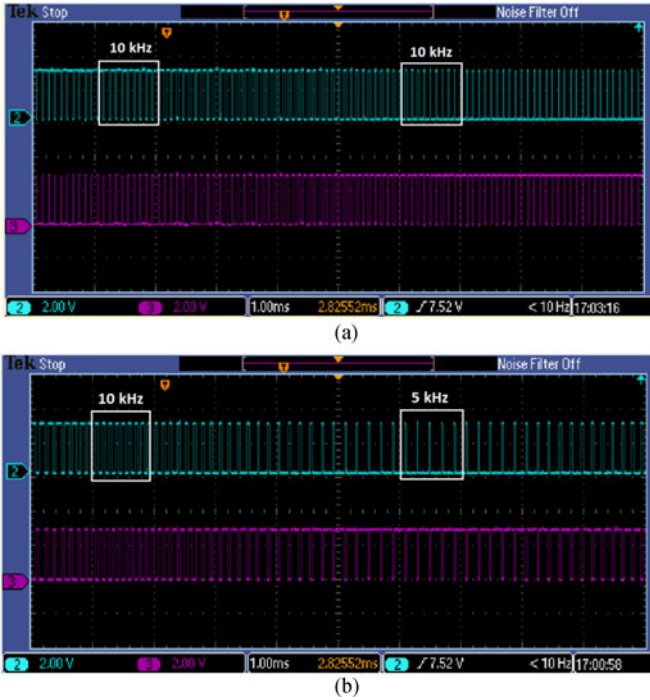 Tek Stop Noise Filter Off
T
T
10 kHz 10 kHz
2
3
2 2.00 V 3 2.00 V 1.00ms 2.82552ms 2 7.52 V < 10 Hz 17:03:16
(a)
Tek Stop Noise Filter Off
T
T
10 kHz 5 kHz
2
3
2 2.00 V 3 2.00 V 1.00ms 2.82552ms 2 7.52 V < 10 Hz 17:00:58
(b)